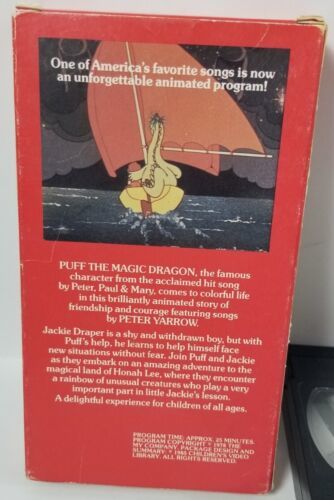 One of America's favorite songs is now
an unforgettable animated program!
PUFF THE MAGIC DRAGON, the famous
character from the acclaimed hit song
by Peter, Paul & Mary, comes to colorful life
in this brilliantly animated story of
friendship and courage featuring songs
by PETER YARROW.
Jackie Draper is a shy and withdrawn boy, but with
Puff's help, he learns to help himself face
new situations without fear. Join Puff and Jackie
as they embark on an amazing adventure to the
magical land of Honah Lee, where they encounter
a rainbow of unusual creatures who play a very
important part in little Jackie's lesson.
A delightful experience for children of all ages.
PROGRAM TIME: APPROX. 25 MINUTES.
PROGRAM COPYRIGHT © 1978 THE
MY COMPANY. PACKAGE DESIGN AND
SUMMARY: © 1985 CHILDREN'S VIDEO
LIBRARY. ALL RIGHTS RESERVED.